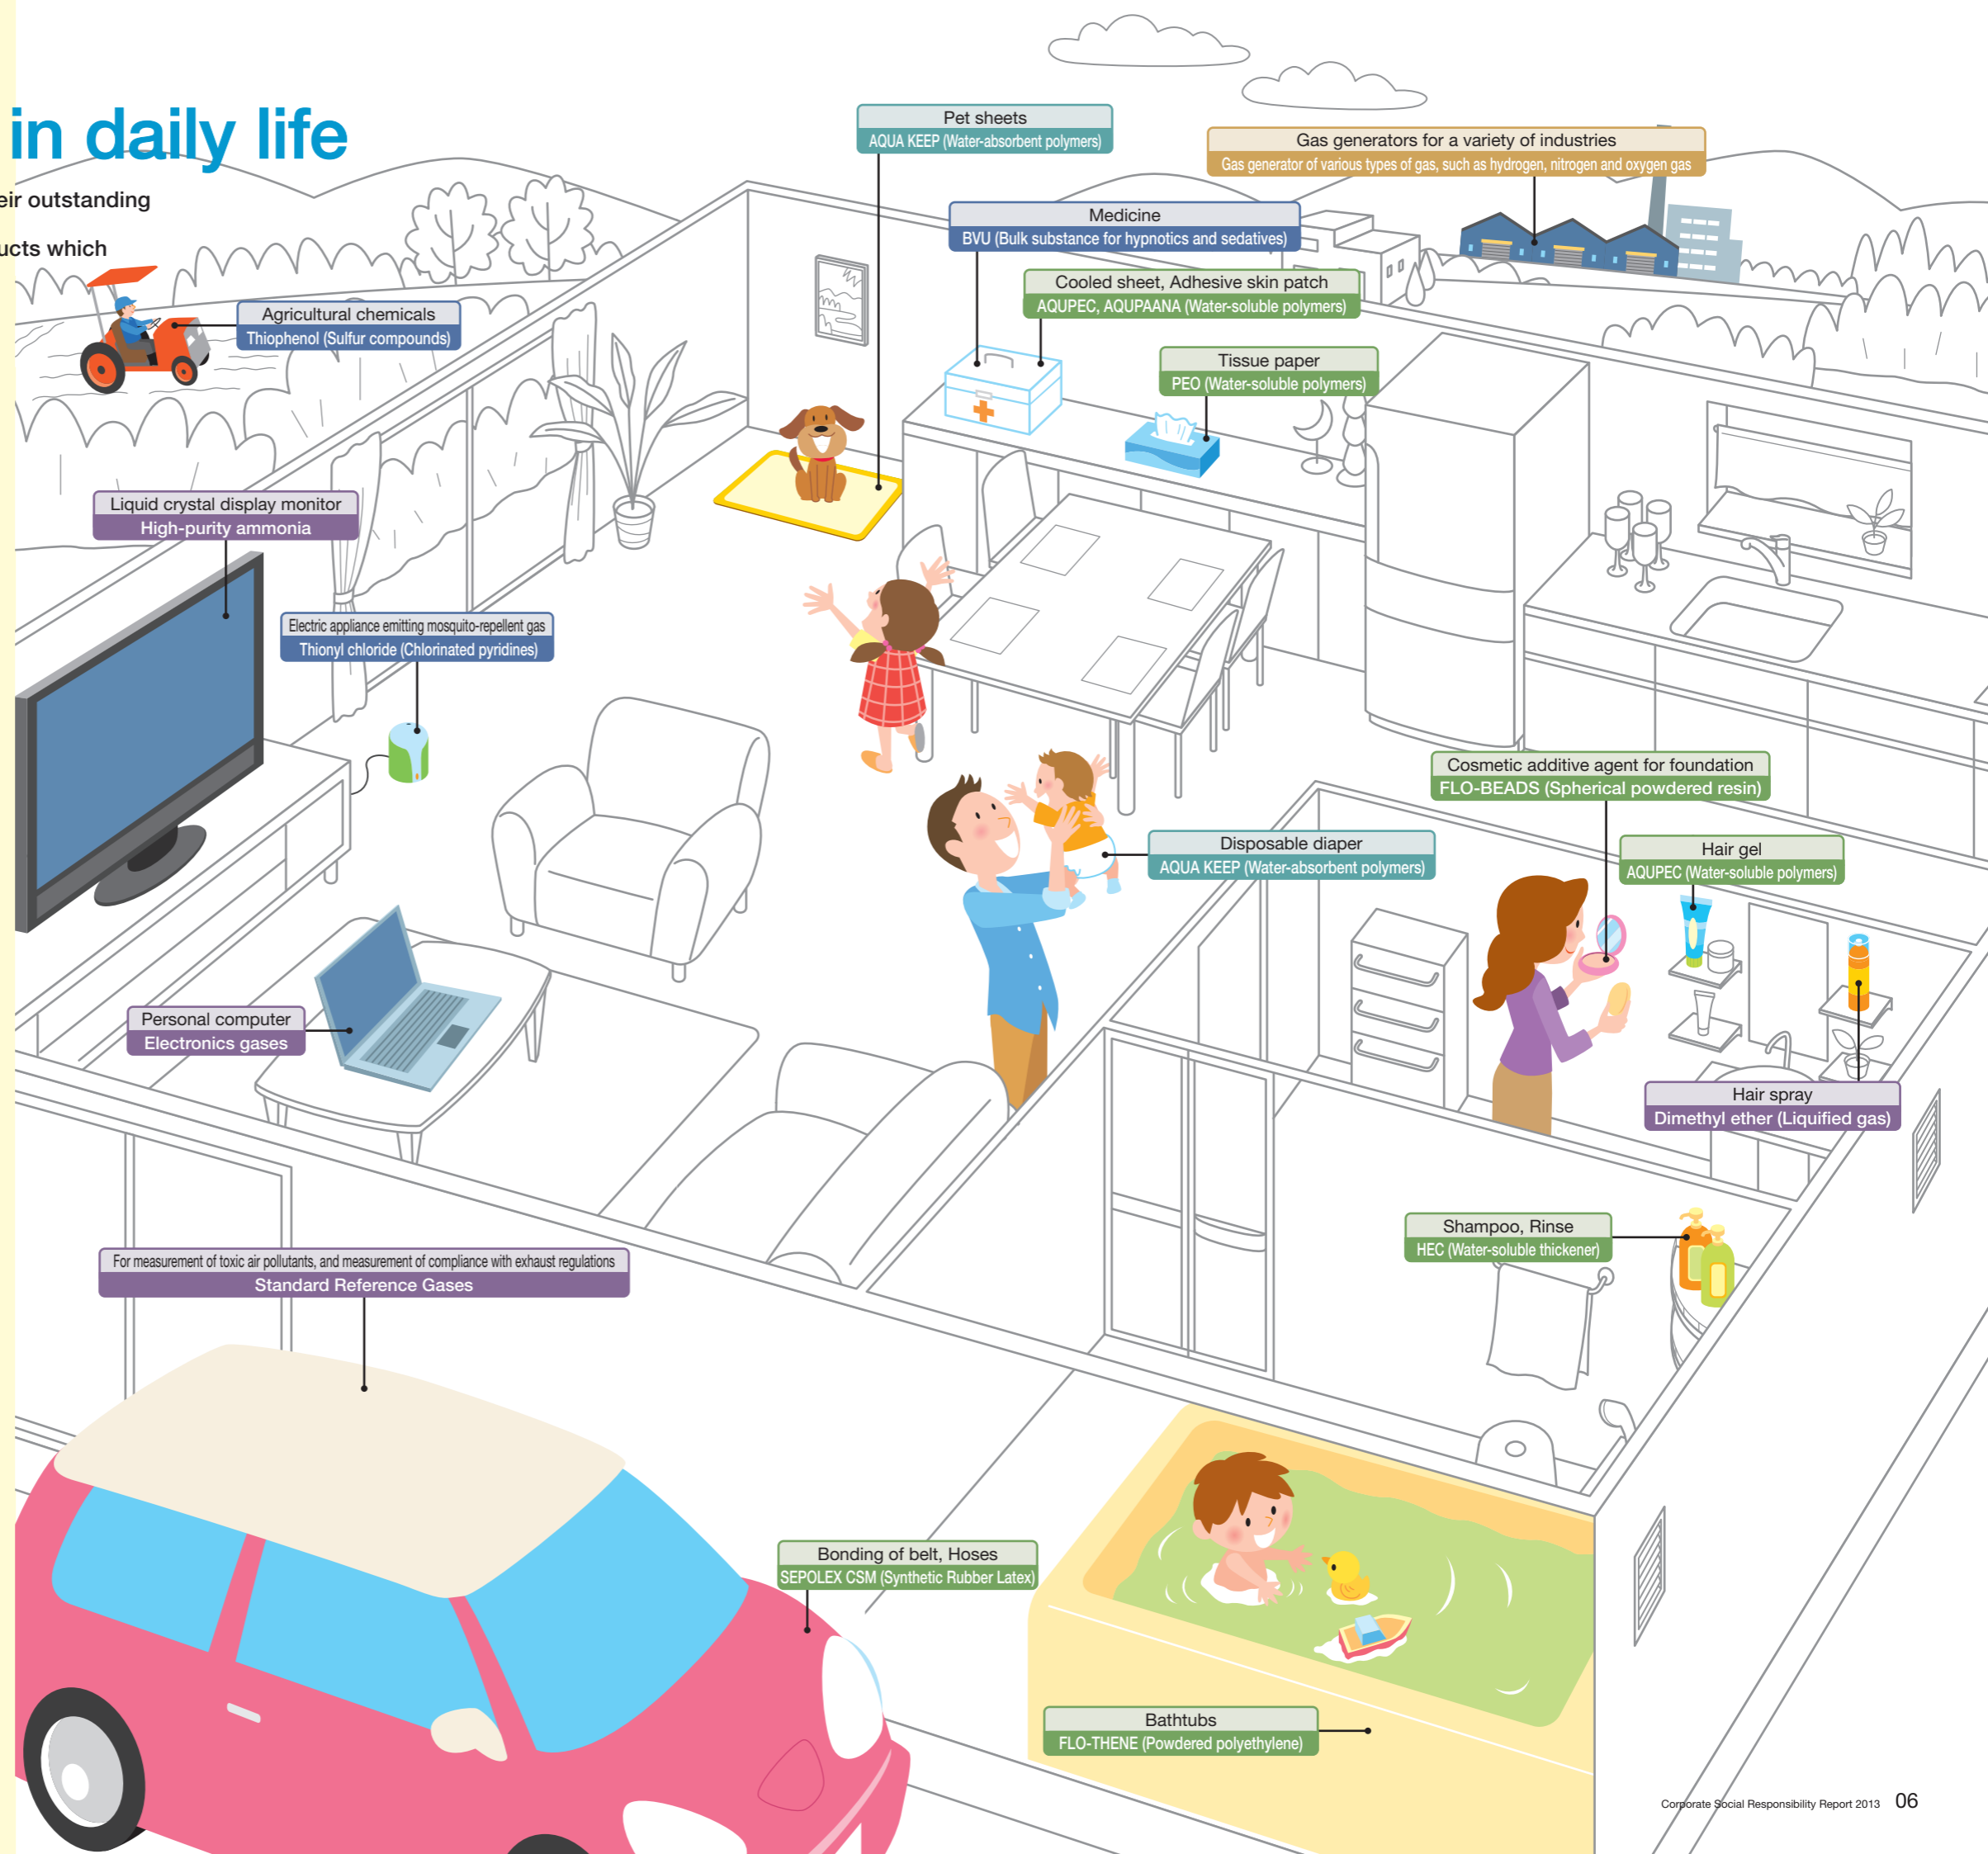 in daily life
eir outstanding
ucts which
Pet sheets
AQUA KEEP (Water-absorbent polymers)
Gas generators for a variety of industries
Gas generator of various types of gas, such as hydrogen, nitrogen and oxygen gas
Medicine
BVU (Bulk substance for hypnotics and sedatives)
Cooled sheet, Adhesive skin patch
AQUPEC, AQUPAANA (Water-soluble polymers)
Agricultural chemicals
Thiophenol (Sulfur compounds)
Tissue paper
PEO (Water-soluble polymers)
Liquid crystal display monitor
High-purity ammonia
Electric appliance emitting mosquito-repellent gas
Thionyl chloride (Chlorinated pyridines)
Cosmetic additive agent for foundation
FLO-BEADS (Spherical powdered resin)
Disposable diaper
AQUA KEEP (Water-absorbent polymers)
Hair gel
AQUPEC (Water-soluble polymers)
Personal computer
Electronics gases
Hair spray
Dimethyl ether (Liquified gas)
Shampoo, Rinse
HEC (Water-soluble thickener)
For measurement of toxic air pollutants, and measurement of compliance with exhaust regulations
Standard Reference Gases
Bonding of belt, Hoses
SEPOLEX CSM (Synthetic Rubber Latex)
Bathtubs
FLO-THENE (Powdered polyethylene)
Corporate Social Responsibility Report 2013 06